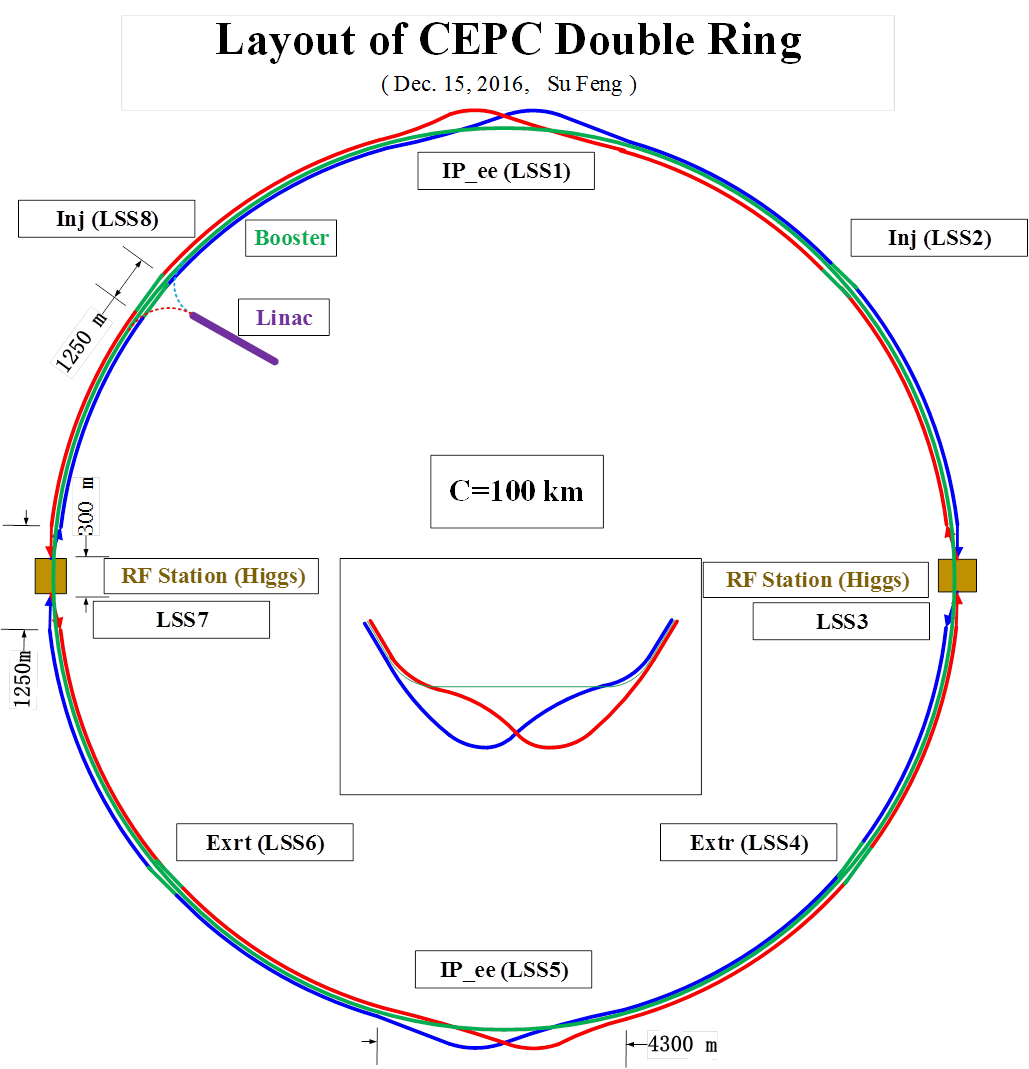 Layout of CEPC Double Ring
( Dec. 15, 2016, Su Feng )
IP_ee (LSS1)
Inj (LSS8)
Booster
Inj (LSS2)
Linac
1250 m
C=100 km
300 m
RF Station (Higgs)
RF Station (Higgs)
LSS7
LSS3
1250m
Exrt (LSS6)
Extr (LSS4)
IP_ee (LSS5)
4300 m